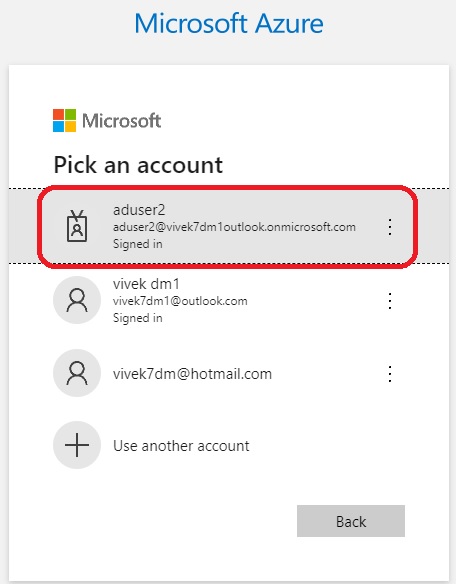 Microsoft Azure
Microsoft
Pick an account
aduser2
aduser2@vivek7dm1outlook.onmicrosoft.com
Signed in
vivek dm1
vivek7dm1@outlook.com
Signed in
vivek7dm@hotmail.com
Use another account
Back